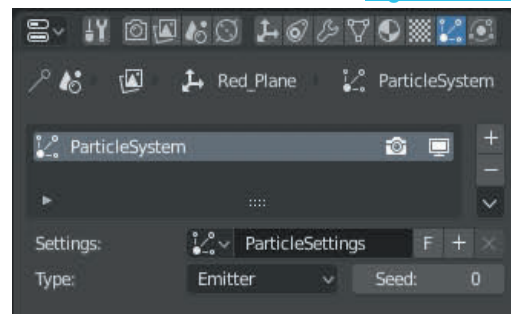 Red_Plane ParticleSystem
ParticleSystem
Settings: ParticleSettings F
Type: Emitter Seed: 0